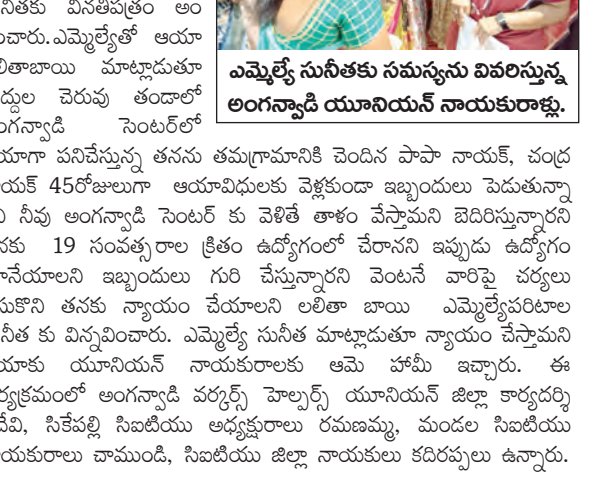 నీతకు వినతిపత్రం అం
చారు.ఎమ్మెల్యేతో ఆయా
లితాబాయి మాట్లాడుతూ
ద్దుల చెరువు తండాలో
గన్వాడి సెంటర్‌లో
ఎమ్మెల్యే సునీతకు సమస్యను వివరిస్తున్న
అంగన్వాడి యూనియన్ నాయకురాళ్లు.
యాగా పనిచేస్తున్న తనను తమగ్రామానికి చెందిన పాపా నాయక్, చంద్ర
యక్ 45రోజులుగా ఆయావిధులకు వెళ్లకుండా ఇబ్బందులు పెడుతున్నా
నీవు అంగన్వాడి సెంటర్ కు వెళితే తాళం వేస్తామని బెదిరిస్తున్నారని
నకు 19 సంవత్సరాల క్రితం ఉద్యోగంలో చేరానని ఇప్పుడు ఉద్యోగం
నేయాలని ఇబ్బందులు గురి చేస్తున్నారని వెంటనే వారిపై చర్యలు
సుకొని తనకు న్యాయం చేయాలని లలితా బాయి ఎమ్మెల్యేపరిటాల
నీత కు విన్నవించారు. ఎమ్మెల్యే సునీత మాట్లాడుతూ న్యాయం చేస్తామని
యాకు యూనియన్ నాయకురాలకు ఆమె హామీ ఇచ్చారు. ఈ
ర్యక్రమంలో అంగన్వాడి వర్కర్స్ హెల్పర్స్ యూనియన్ జిల్లా కార్యదర్శి
దేవి, సికేపల్లి సిఐటియు అధ్యక్షురాలు రమణమ్మ, మండల సిఐటియు
యకురాలు చాముండి, సిఐటియు జిల్లా నాయకులు కదిరప్పలు ఉన్నారు.